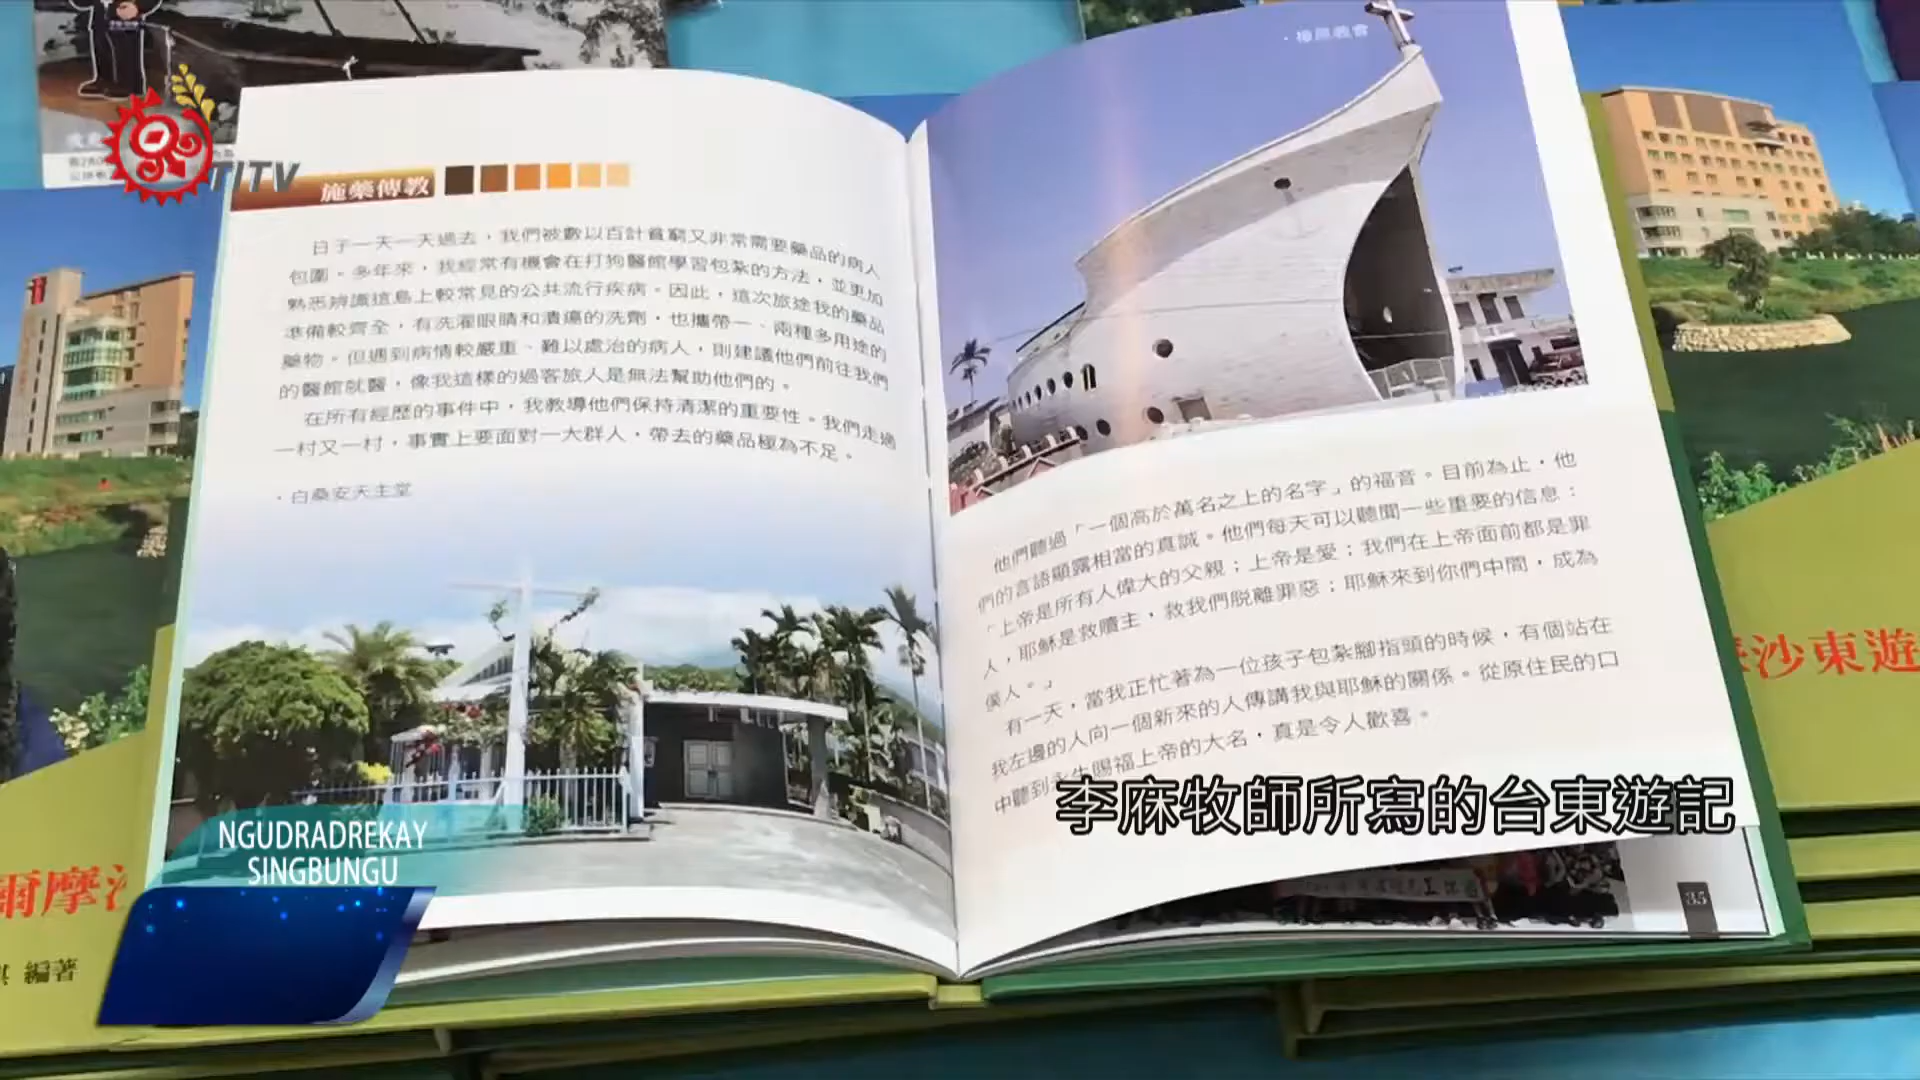 TITV
施藥傳教
日子一天一天過去，我們被數以百計貧窮又非常需要藥品的病人
包圍。多年來，我經常有機會在打狗醫館學習包紮的方法，並更加
熟悉辨識這島上較常見的公共流行疾病。因此，這次旅途我的藥品
準備較齊全，有洗濯眼睛和潰瘍的洗劑，也攜帶一、兩種多用途的
藥物。但遇到病情較嚴重、難以處治的病人，則建議他們前往我們
的醫館就醫，像我這樣的過客旅人是無法幫助他們的。
在所有經歷的事件中，我教導他們保持清潔的重要性。我們走過
一村又一村，事實上要面對一大群人，帶去的藥品極為不足。
·白桑安天主堂
他們聽過「一個高於萬名之上的名字」的福音。目前為止，他
們的言語顯露相當的真誠。他們每天可以聽聞一些重要的信息：
「上帝是所有人偉大的父親；上帝是愛；我們在上帝面前都是罪
人，耶穌是救贖主，救我們脫離罪惡；耶穌來到你們中間，成為
僕人。」
有一天，當我正忙著為一位孩子包紮腳指頭的時候，有個站在
我左邊的人向一個新來的人傳講我與耶穌的關係。從原住民的口
中聽到永生賜福上帝的大名，真是令人歡喜。
李庥牧師所寫的台東遊記
35
沙東遊
爾摩沙
編著
NGUDRADREKAY
SINGBUNGU